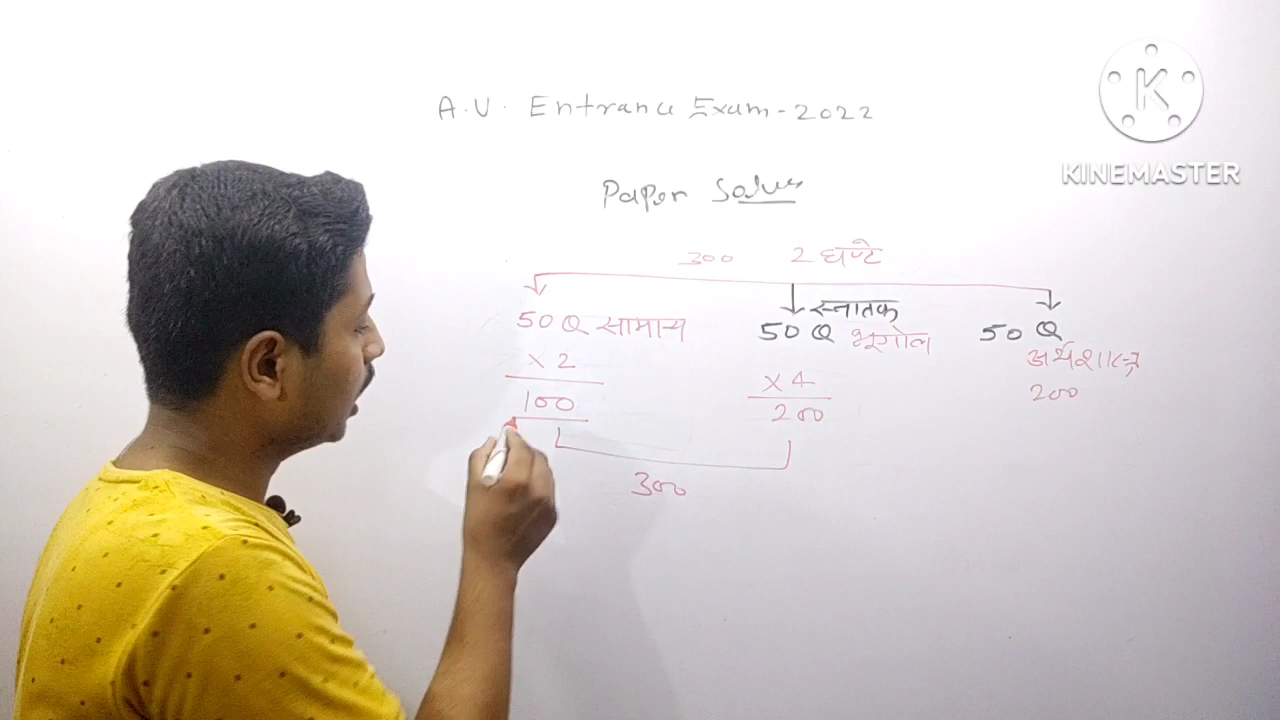 A.U. Entrance Exam-2022
K
KINEMASTER
Paper Solve
300 2 घण्टे
50 Q सामान्य
x 2
100
स्नातक
50 Q भूगोल
x 4
200
50 Q
अर्थशास्त्र
200
300